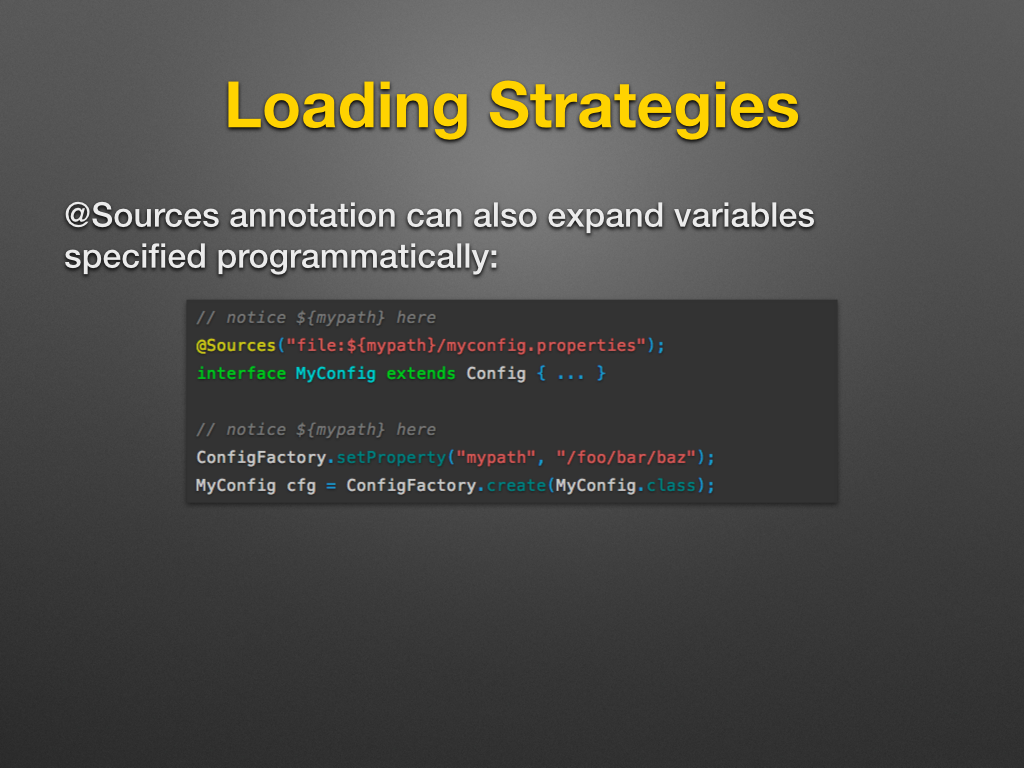 Loading Strategies
@Sources annotation can also expand variables
specified programmatically:
// notice ${mypath} here
@Sources("file:${mypath}/myconfig.properties");
interface MyConfig extends Config { ... }
// notice ${mypath} here
ConfigFactory.setProperty("mypath", "/foo/bar/baz");
MyConfig cfg = ConfigFactory.create(MyConfig.class);